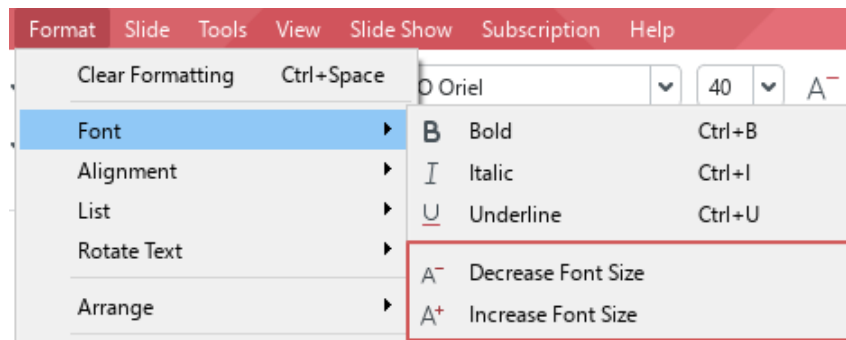 Format Slide Tools View Slide Show Subscription Help
Clear Formatting Ctrl+Space
O Oriel 40 A−
Font
Alignment
List
Rotate Text
Arrange
B Bold Ctrl+B
I Italic Ctrl+I
U Underline Ctrl+U
A− Decrease Font Size
A+ Increase Font Size